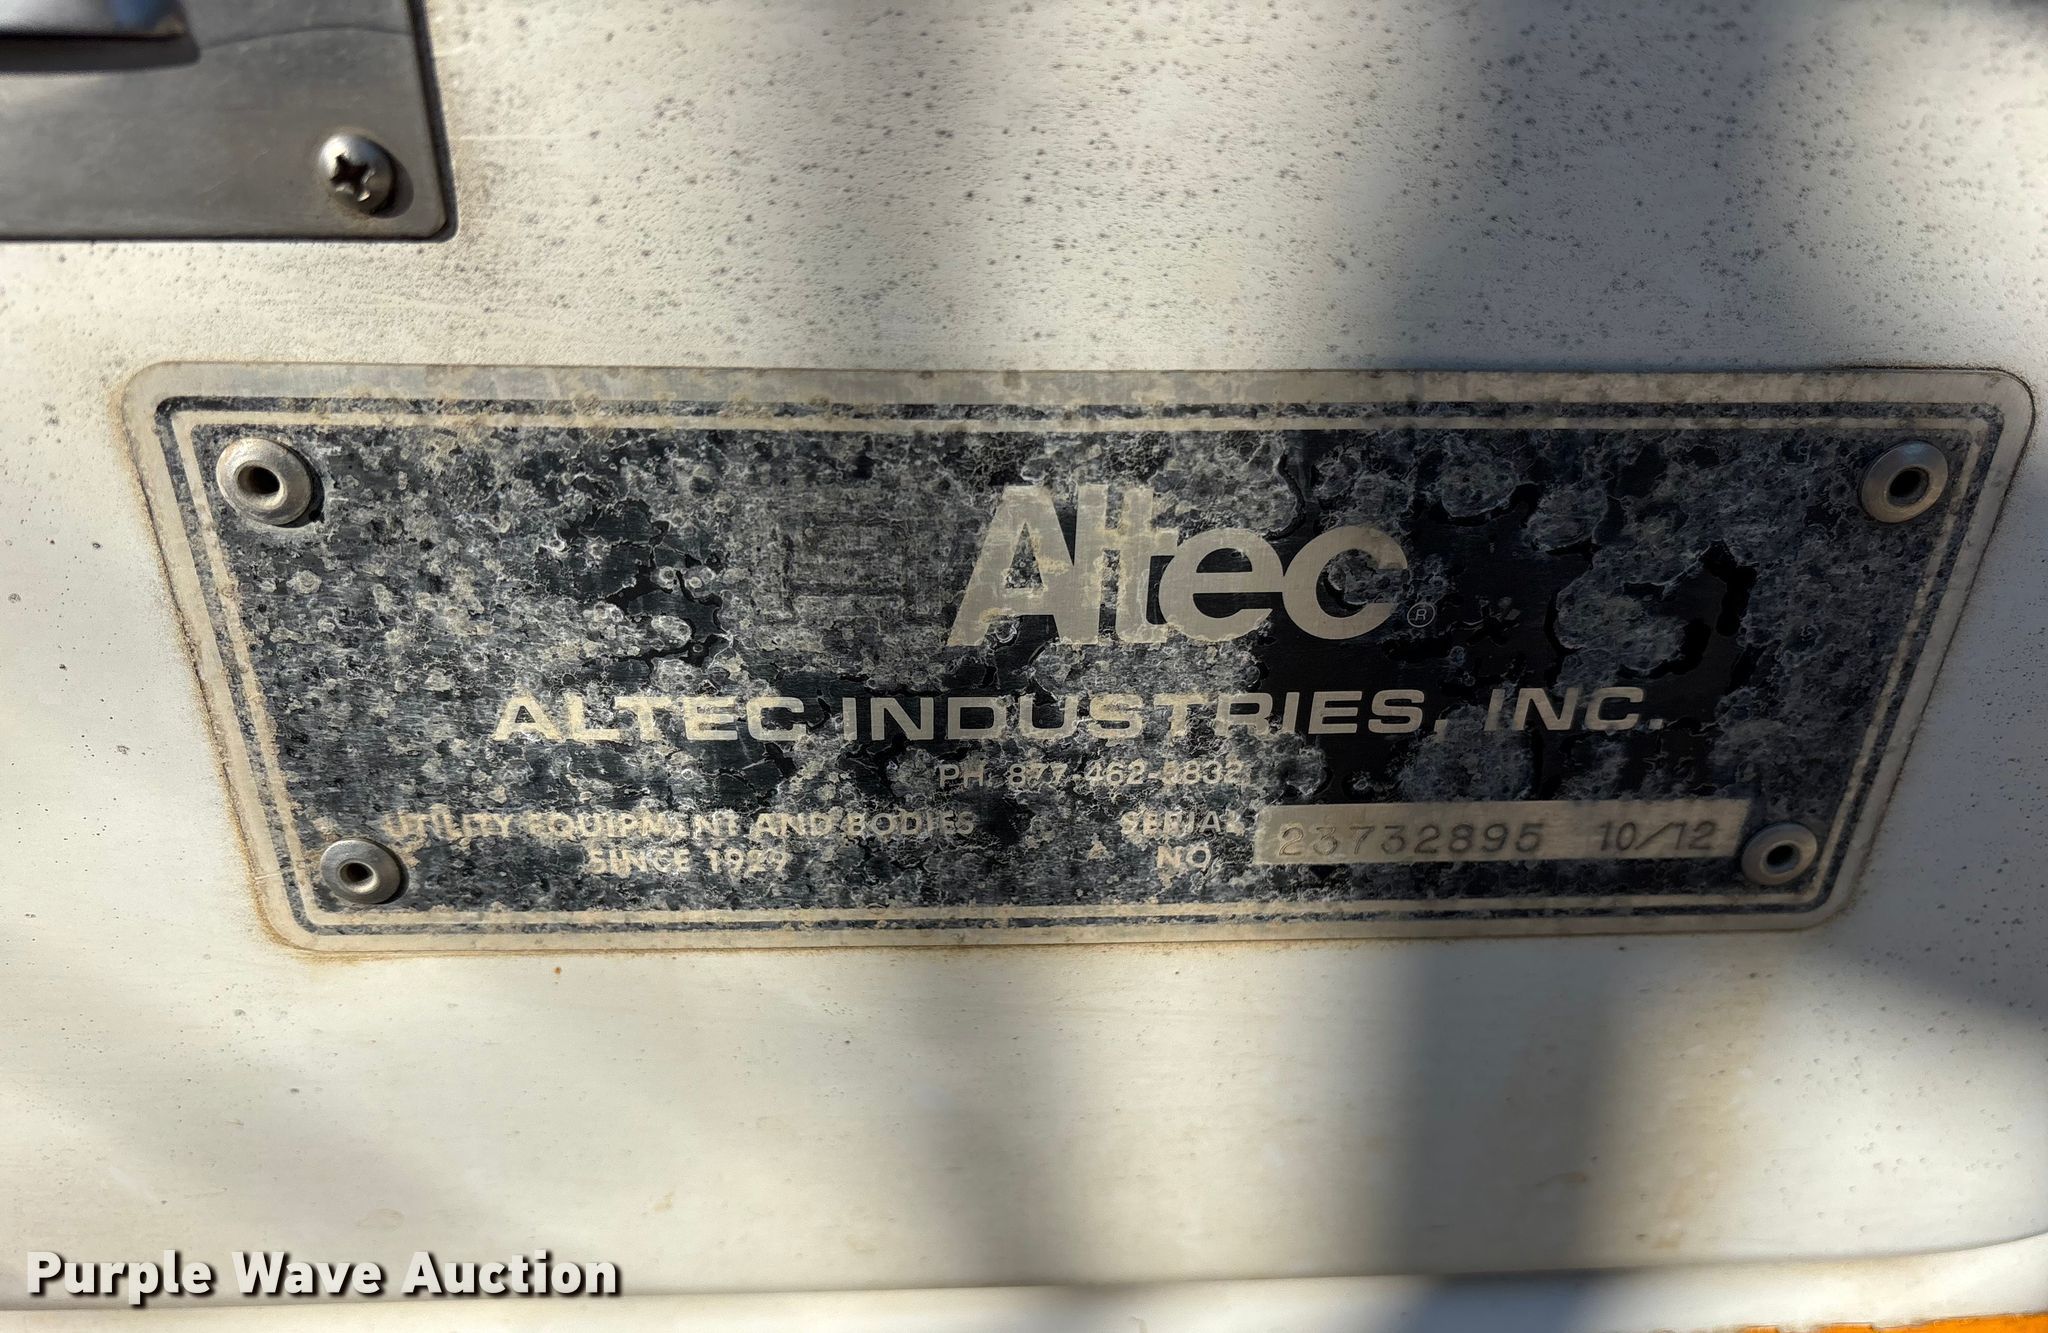 Altec ®
ALTEC INDUSTRIES, INC.
PH. 877-462-5832
UTILITY EQUIPMENT AND BODIES
SINCE 1929
SERIAL
NO. 23732895 10/12
Purple Wave Auction